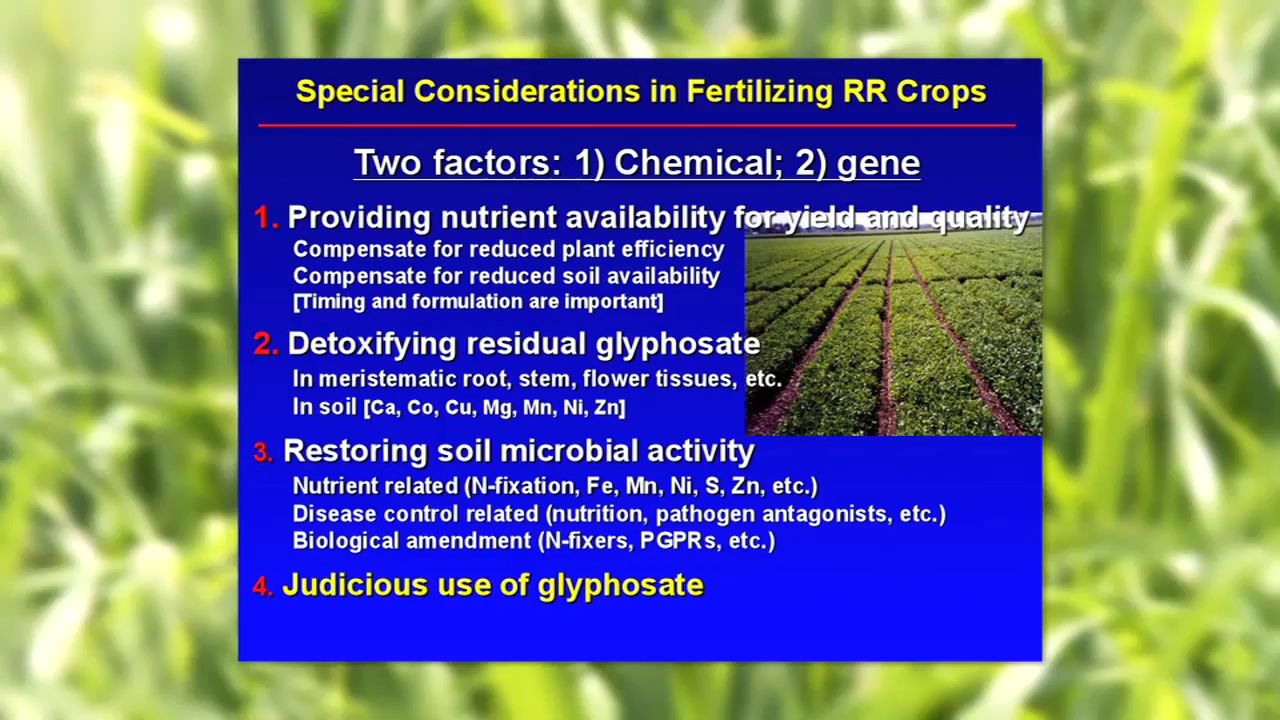 Special Considerations in Fertilizing RR Crops
Two factors: 1) Chemical; 2) gene
1. Providing nutrient availability for yield and quality
Compensate for reduced plant efficiency
Compensate for reduced soil availability
[Timing and formulation are important]
2. Detoxifying residual glyphosate
In meristematic root, stem, flower tissues, etc.
In soil [Ca, Co, Cu, Mg, Mn, Ni, Zn]
3. Restoring soil microbial activity
Nutrient related (N-fixation, Fe, Mn, Ni, S, Zn, etc.)
Disease control related (nutrition, pathogen antagonists, etc.)
Biological amendment (N-fixers, PGPRs, etc.)
4. Judicious use of glyphosate